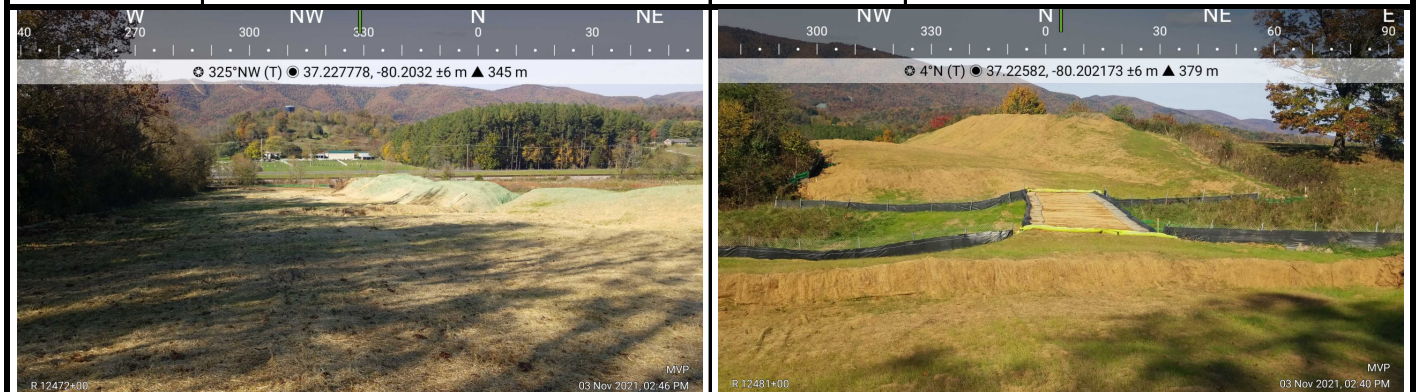 W NW N NE
40 270 300 330 0 30
325°NW (T) 37.227778, -80.2032 ±6 m ▲ 345 m
R 12472+00
MVP
03 Nov 2021, 02:46 PM
NW N NE E
300 330 0 30 60 90
4°N (T) 37.22582, -80.202173 ±6 m ▲ 379 m
R 12481+00
MVP
03 Nov 2021, 02:40 PM